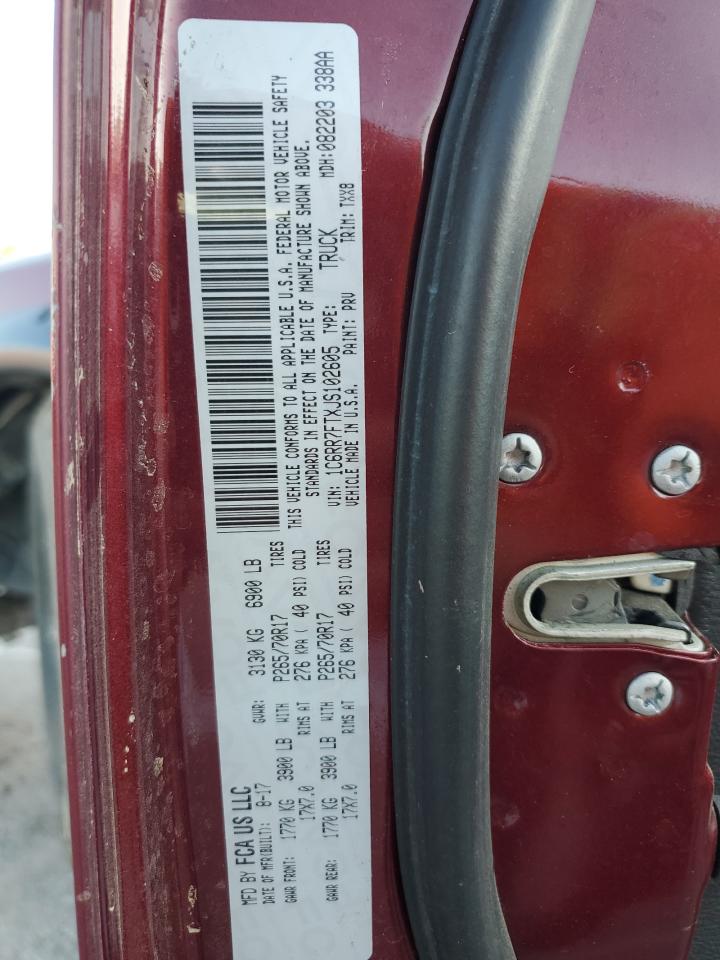 MFD BY FCA US LLC
DATE OF MFR(BUILT): 8-17 GVWR: 3130 KG 6900 LB
GAWR FRONT: 1770 KG 3900 LB WITH P265/70R17 TIRES
17X7.0 RIMS AT 276 KPA ( 40 PSI) COLD
GAWR REAR: 1770 KG 3900 LB WITH P265/70R17 TIRES
17X7.0 RIMS AT 276 KPA ( 40 PSI) COLD
THIS VEHICLE CONFORMS TO ALL APPLICABLE U.S.A. FEDERAL MOTOR VEHICLE SAFETY
STANDARDS IN EFFECT ON THE DATE OF MANUFACTURE SHOWN ABOVE.
VIN: 1C6RR7FTXJS102605 TYPE: TRUCK MDH:082203 338AA
VEHICLE MADE IN U.S.A. PAINT: PRV TRIM: TXX8